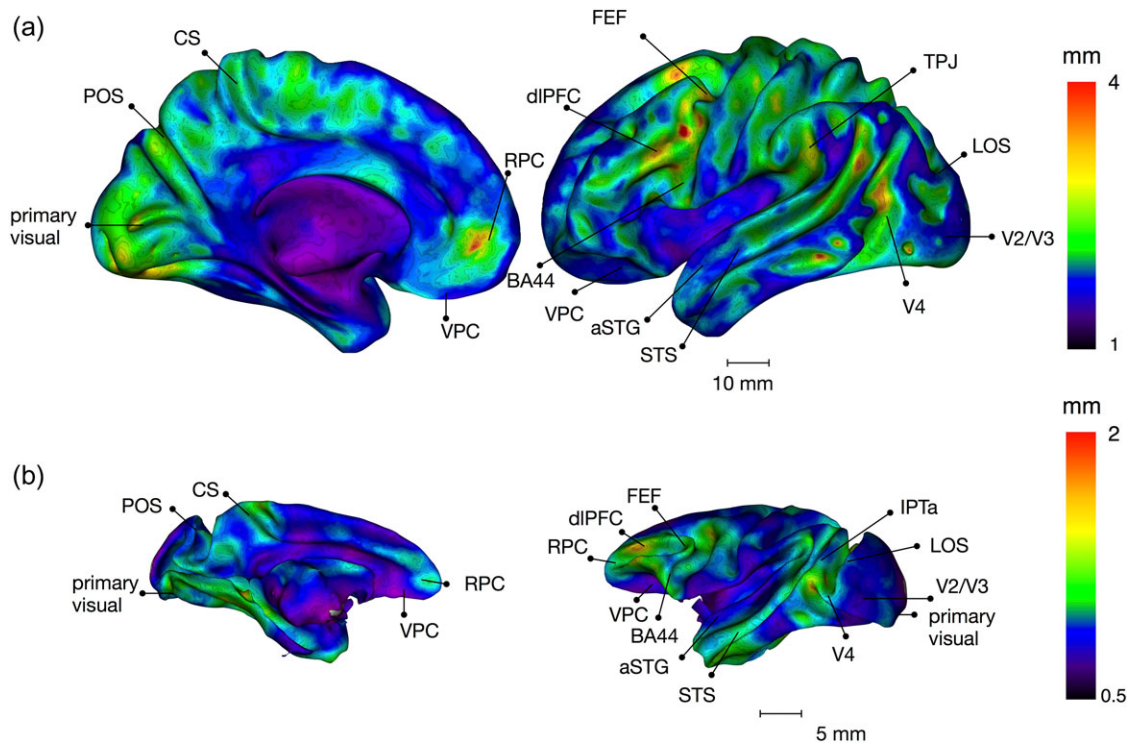 (a)
CS
POS
primary
visual
RPC
VPC
FEF
dlPFC
BA44
VPC
aSTG
STS
TPJ
LOS
V2/V3
V4
10 mm
mm
4
1
(b)
POS
CS
primary
visual
RPC
VPC
FEF
dlPFC
RPC
VPC
BA44
aSTG
STS
IPTa
LOS
V2/V3
primary
visual
V4
5 mm
mm
2
0.5